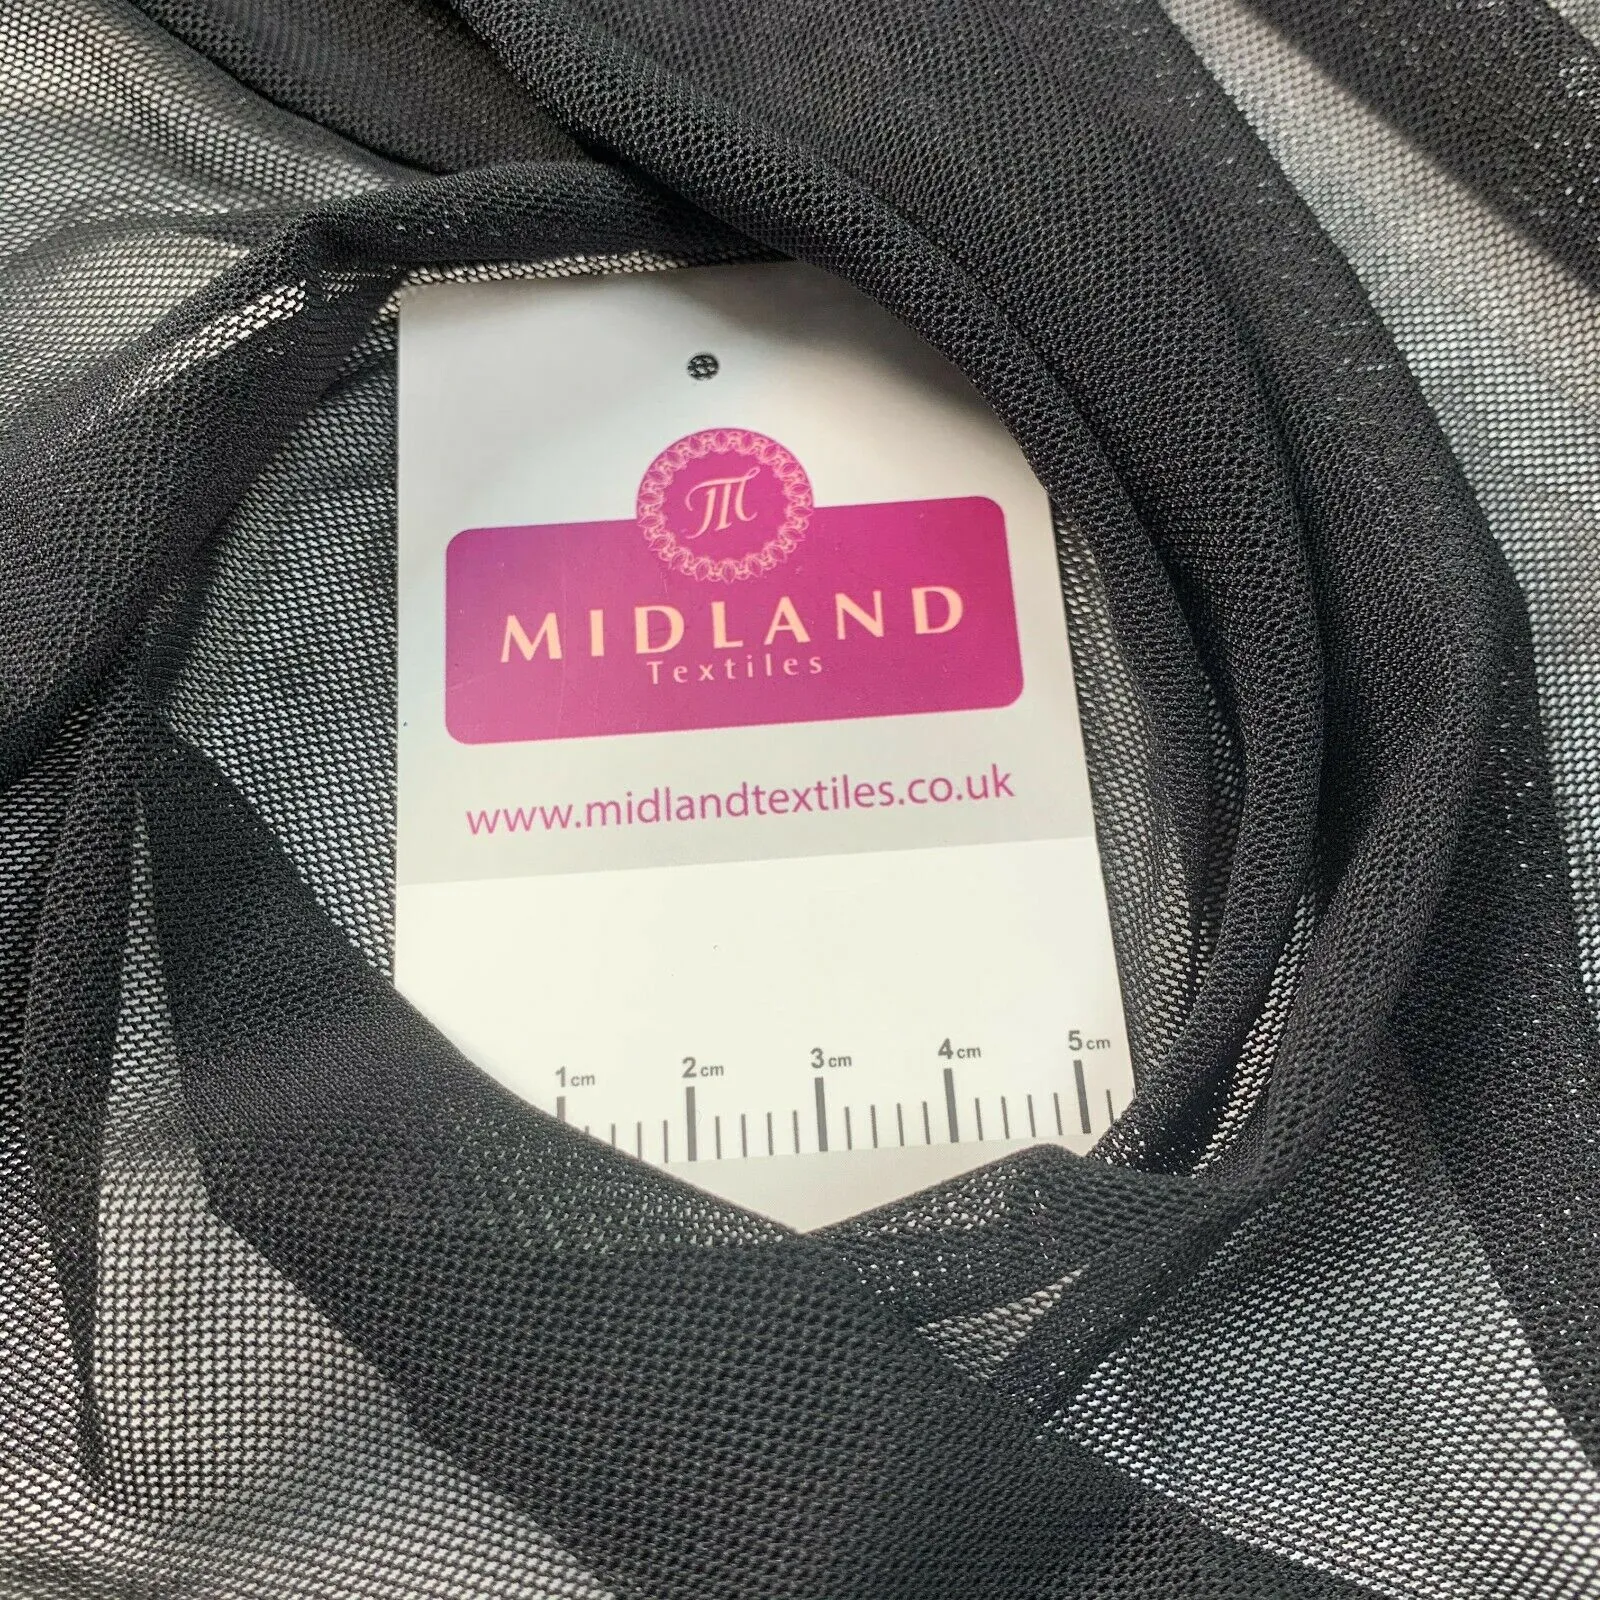 m
MIDLAND
Textiles
www.midlandtextiles.co.uk
1cm 2cm 3cm 4cm 5cm